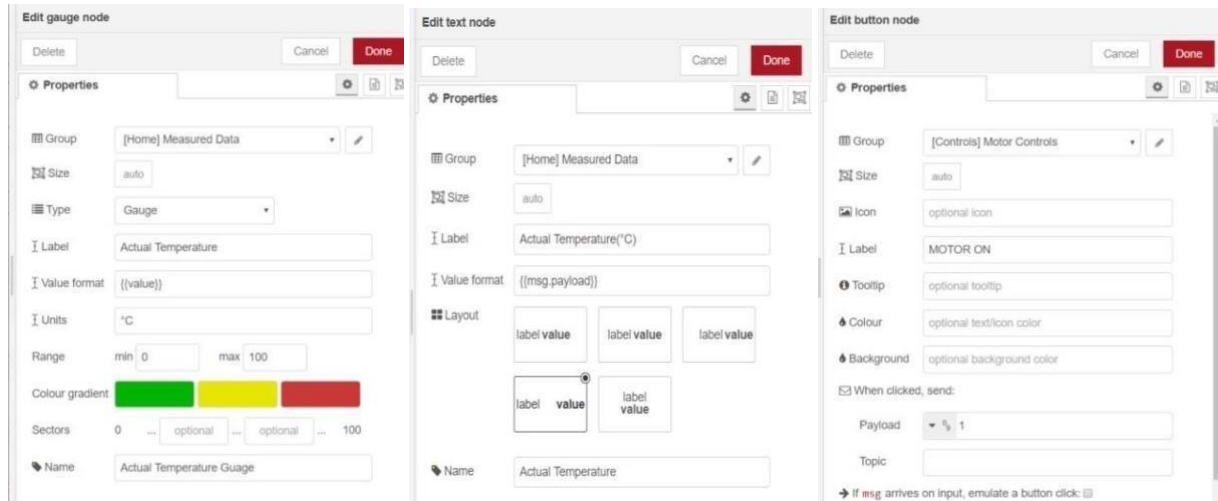 Edit gauge node
Delete Cancel Done
Properties
Group [Home] Measured Data
Size auto
Type Gauge
Label Actual Temperature
Value format {{value}}
Units °C
Range min 0 max 100
Colour gradient
Sectors 0 ... optional ... optional ... 100
Name Actual Temperature Guage
Edit text node
Delete Cancel Done
Properties
Group [Home] Measured Data
Size auto
Label Actual Temperature(°C)
Value format {{msg.payload}}
Layout
label value label value label value
label value label
value
Name Actual Temperature
Edit button node
Delete Cancel Done
Properties
Group [Controls] Motor Controls
Size auto
Icon optional icon
Label MOTOR ON
Tooltip optional tooltip
Colour optional text/icon color
Background optional background color
When clicked, send:
Payload 1
Topic
If msg arrives on input, emulate a button click: